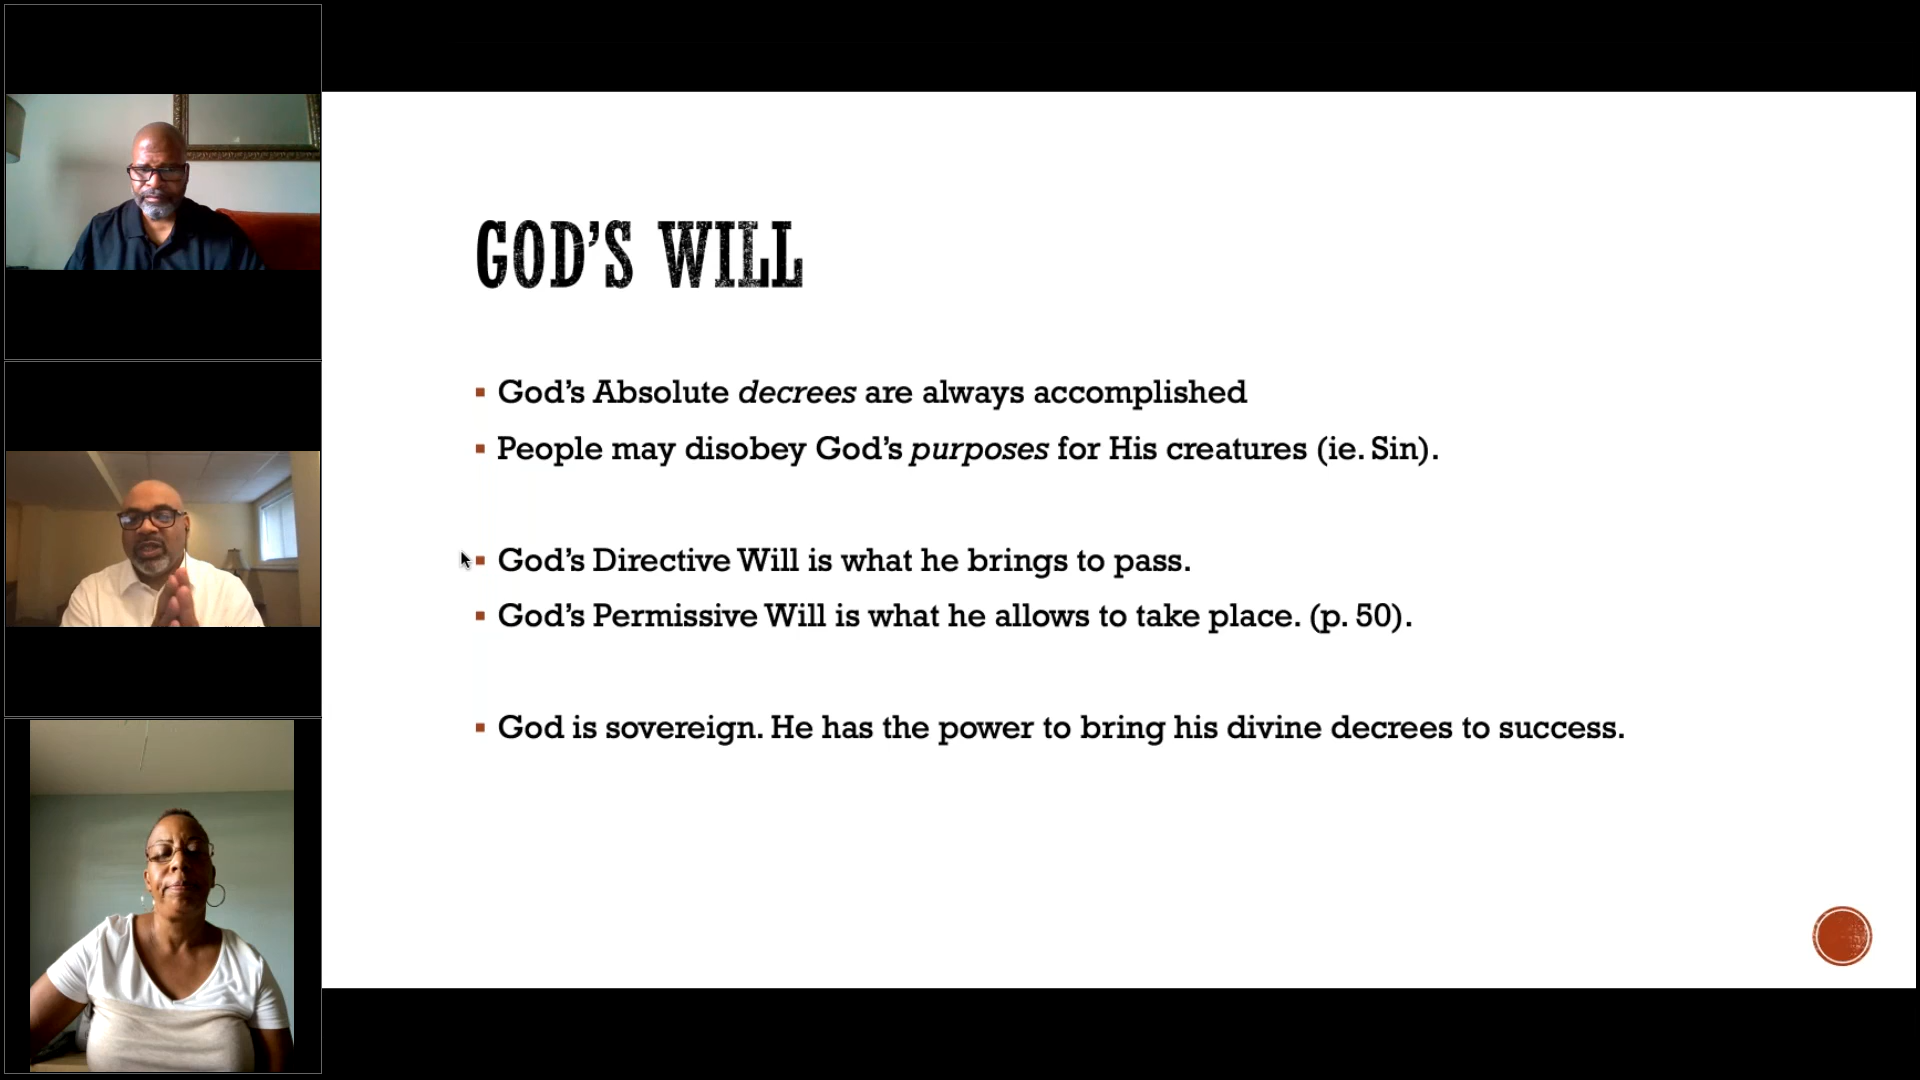 GOD’S WILL
God’s Absolute decrees are always accomplished
People may disobey God’s purposes for His creatures (ie. Sin).
God’s Directive Will is what he brings to pass.
God’s Permissive Will is what he allows to take place. (p. 50).
God is sovereign. He has the power to bring his divine decrees to success.